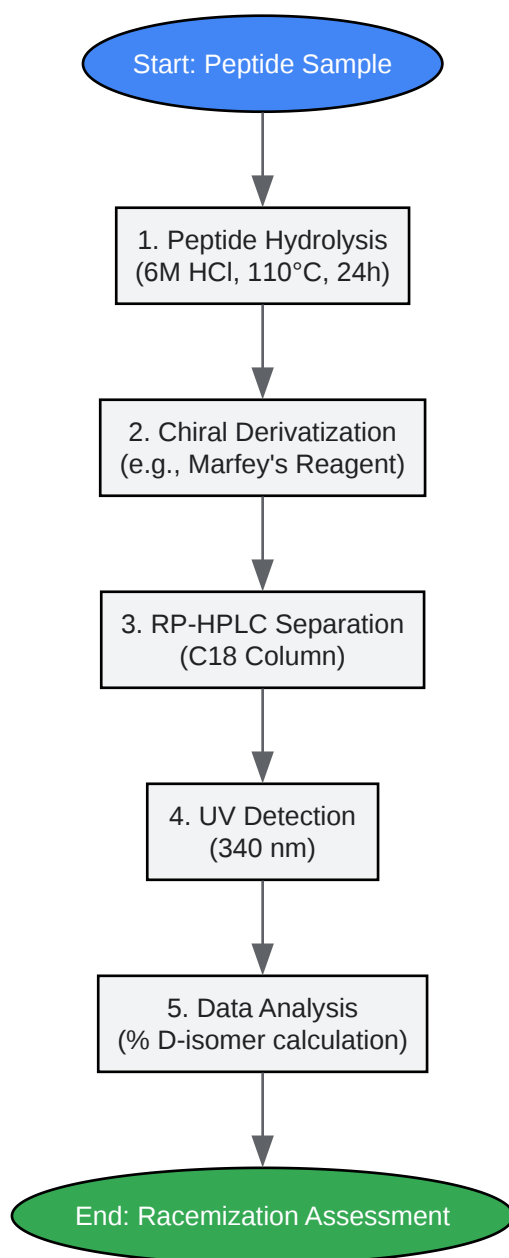 Start: Peptide Sample
1. Peptide Hydrolysis
(6M HCl, 110°C, 24h)
2. Chiral Derivatization
(e.g., Marfey's Reagent)
3. RP-HPLC Separation
(C18 Column)
4. UV Detection
(340 nm)
5. Data Analysis
(% D-isomer calculation)
End: Racemization Assessment